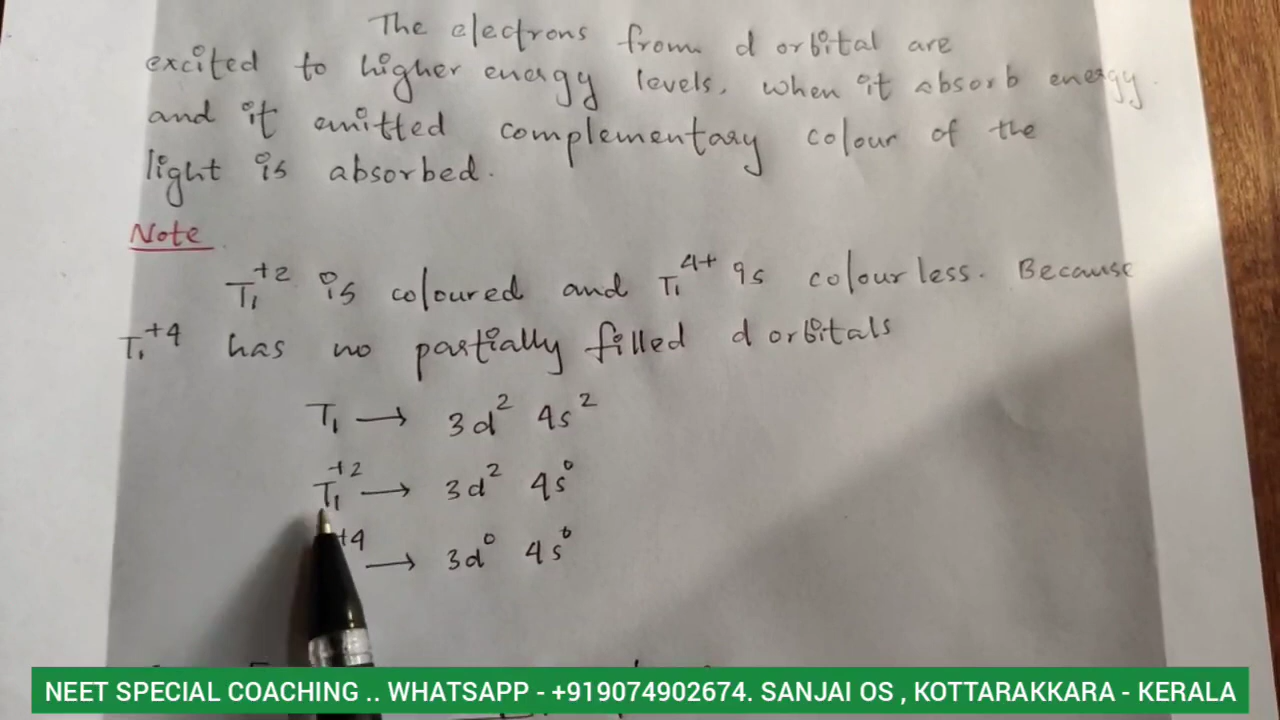 The electrons from d orbital are
excited to higher energy levels, when it absorb energy.
and it emitted complementary colour of the
light is absorbed.
Note
Ti+2 is coloured and Ti4+ is colourless. Because
Ti+4 has no partially filled d orbitals
Ti → 3d2 4s2
Ti+2 → 3d2 4s0
+4 → 3d0 4s0
NEET SPECIAL COACHING .. WHATSAPP - +919074902674. SANJAI OS , KOTTARAKKARA - KERALA